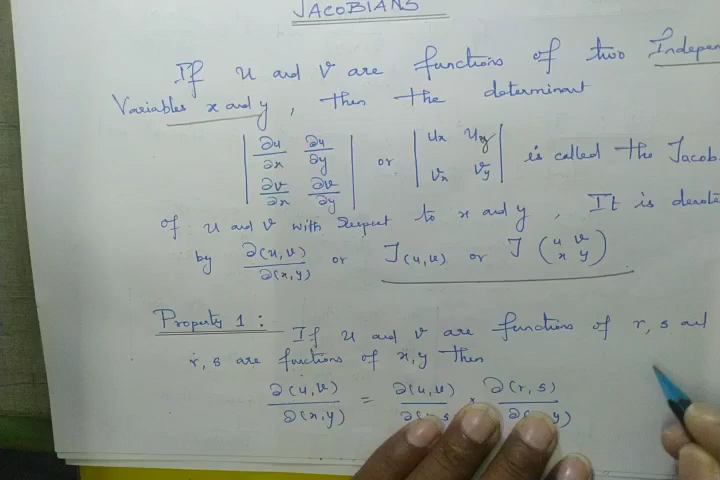 JACOBIANS
If u and v are functions of two Indepen
Variables x and y, then the determinant
| ∂u/∂x ∂u/∂y ; ∂v/∂x ∂v/∂y | or | ux uy ; vx vy | is called the Jacob
of u and v with respect to x and y, It is denote
by ∂(u,v)/∂(x,y) or J(u,v) or J (u v / x y)
Property 1: If u and v are functions of r, s and
r, s are functions of x, y then
∂(u,v)/∂(x,y) = ∂(u,v)/∂(r s × ∂(r,s)/∂( y)